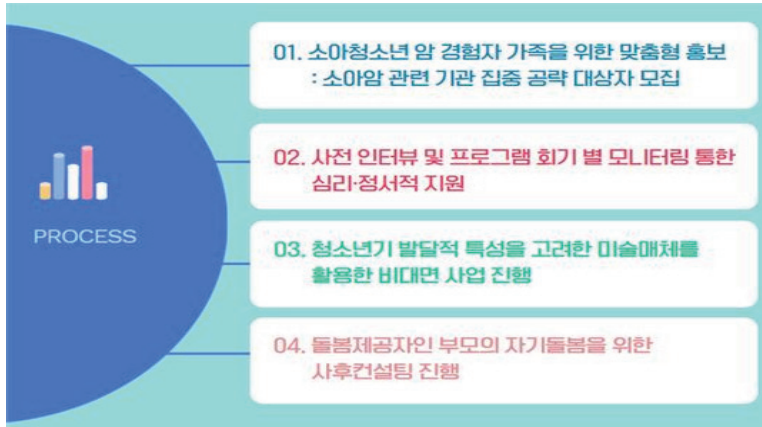 PROCESS
01. 소아청소년 암 경험자 가족을 위한 맞춤형 홍보
: 소아암 관련 기관 집중 공략 대상자 모집
02. 사전 인터뷰 및 프로그램 회기 별 모니터링 통한
심리·정서적 지원
03. 청소년기 발달적 특성을 고려한 미술매체를
활용한 비대면 사업 진행
04. 돌봄제공자인 부모의 자기돌봄을 위한
사후컨설팅 진행